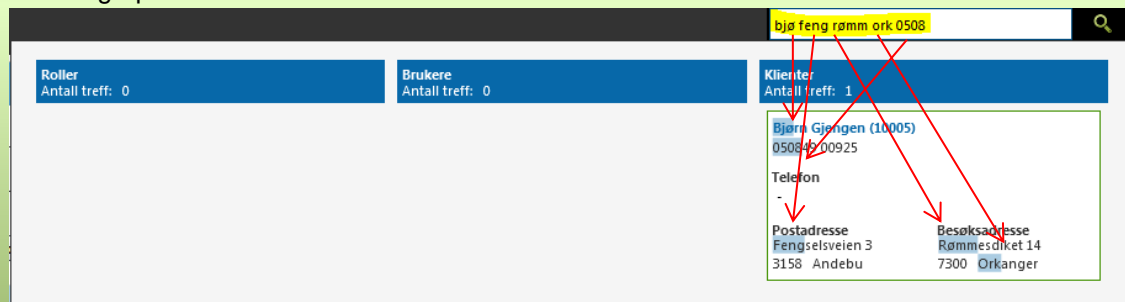 bjø feng rømm ork 0508
Roller
Antall treff: 0
Brukere
Antall treff: 0
Klienter
Antall treff: 1
Bjørn Gjengen (10005)
050849 00925
Telefon
-
Postadresse
Fengselsveien 3
3158 Andebu
Besøksadresse
Rømmesdiket 14
7300 Orkanger